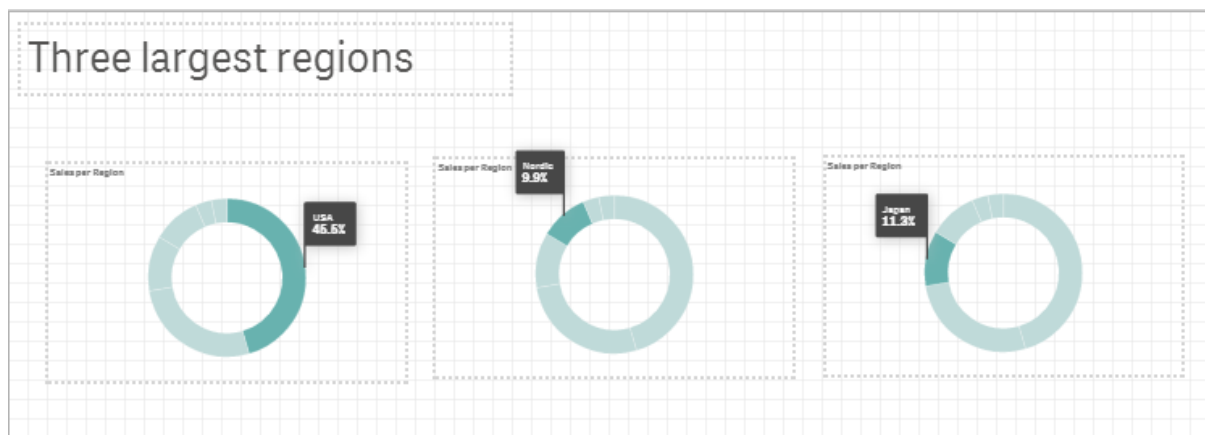 Three largest regions
Sales per Region
USA
45.5%
Sales per Region
Nordic
9.9%
Sales per Region
Japan
11.3%